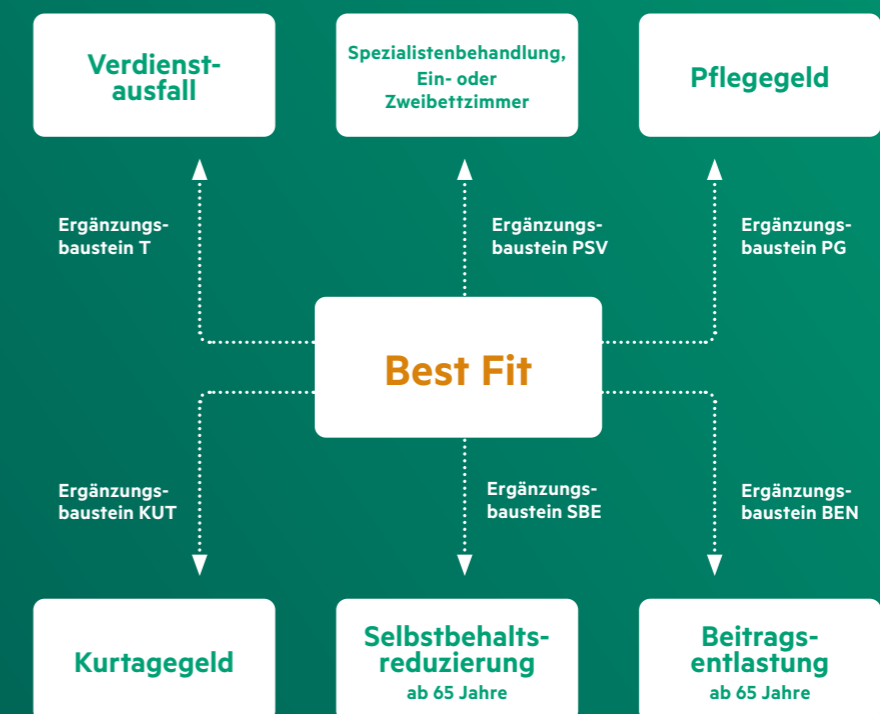 Verdienst-
ausfall
Spezialistenbehandlung,
Ein- oder
Zweibettzimmer
Pflegegeld
Ergänzungs-
baustein T
Ergänzungs-
baustein PSV
Ergänzungs-
baustein PG
Best Fit
Ergänzungs-
baustein KUT
Ergänzungs-
baustein SBE
Ergänzungs-
baustein BEN
Kurtagegeld
Selbstbehalts-
reduzierung
ab 65 Jahre
Beitrags-
entlastung
ab 65 Jahre